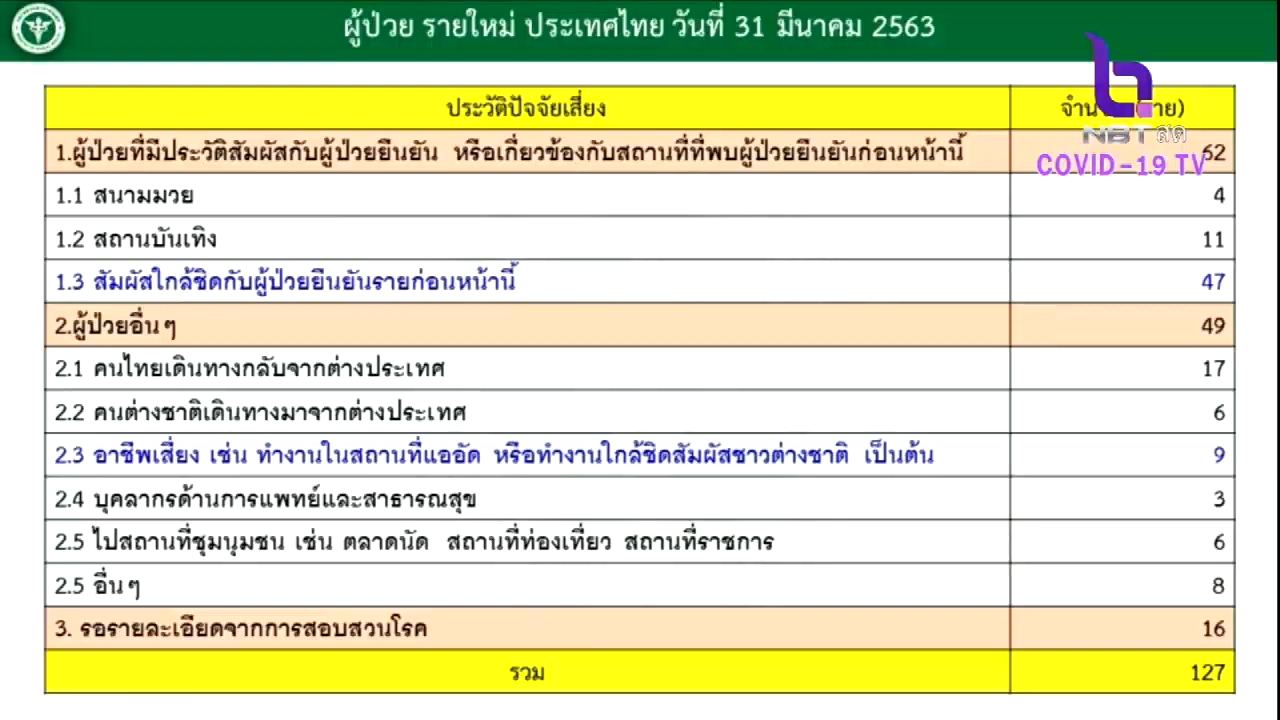 ผู้ป่วย รายใหม่ ประเทศไทย วันที่ 31 มีนาคม 2563
ประวัติปัจจัยเสี่ยง
1.ผู้ป่วยที่มีประวัติสัมผัสกับผู้ป่วยยืนยัน หรือเกี่ยวข้องกับสถานที่ที่พบผู้ป่วยยืนยันก่อนหน้านี้ 62
NBT สด
COVID-19 TV
1.1 สนามมวย 4
1.2 สถานบันเทิง 11
1.3 สัมผัสใกล้ชิดกับผู้ป่วยยืนยันรายก่อนหน้านี้ 47
2.ผู้ป่วยอื่นๆ 49
2.1 คนไทยเดินทางกลับจากต่างประเทศ 17
2.2 คนต่างชาติเดินทางมาจากต่างประเทศ 6
2.3 อาชีพเสี่ยง เช่น ทำงานในสถานที่แออัด หรือทำงานใกล้ชิดสัมผัสชาวต่างชาติ เป็นต้น 9
2.4 บุคลากรด้านการแพทย์และสาธารณสุข 3
2.5 ไปสถานที่ชุมนุมชน เช่น ตลาดนัด สถานที่ท่องเที่ยว สถานที่ราชการ 6
2.5 อื่นๆ 8
3. รอรายละเอียดจากการสอบสวนโรค 16
รวม 127